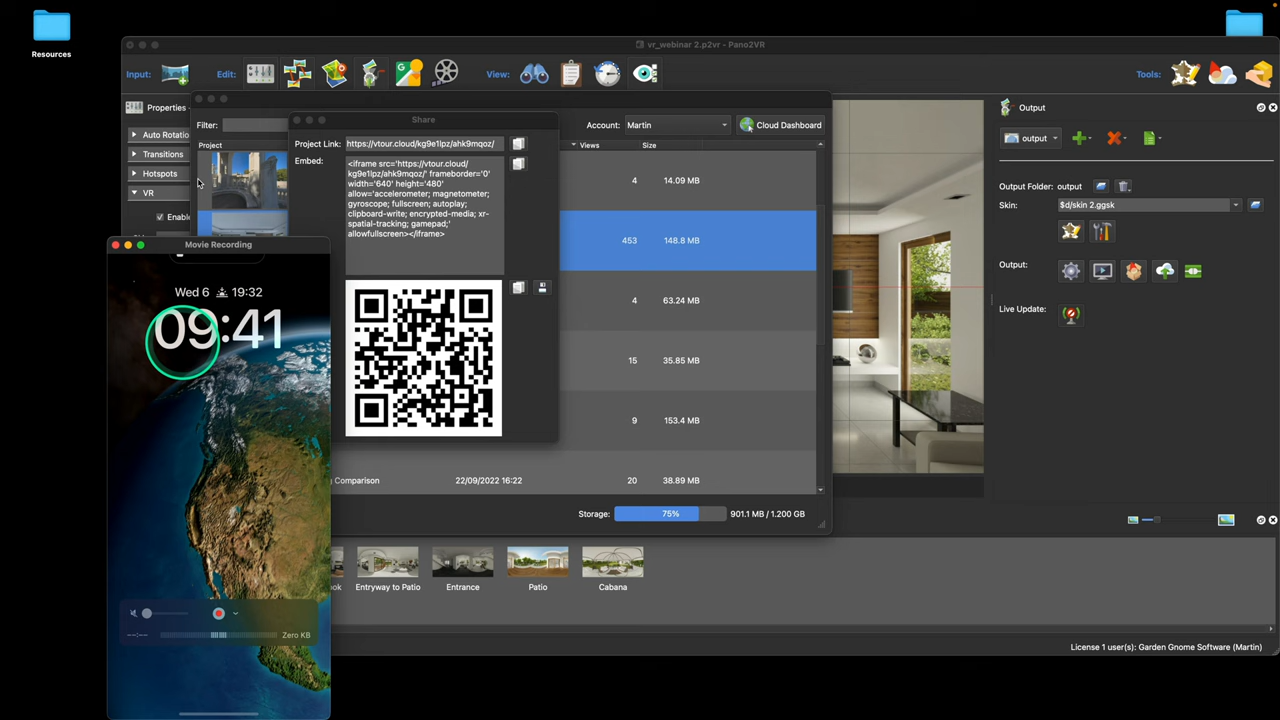 Resources
vr_webinar 2.p2vr - Pano2VR
Input:
Edit:
View:
Tools:
Properties
Auto Rotatio
Transitions
Hotspots
VR
Enable
Filter:
Project
Account:
Martin
Cloud Dashboard
Views
Size
4
14.09 MB
453
148.8 MB
4
63.24 MB
15
35.85 MB
9
153.4 MB
Comparison
22/09/2022 16:22
20
38.89 MB
Storage:
75%
901.1 MB / 1.200 GB
Share
Project Link:
https://vtour.cloud/kg9e1lpz/ahk9mqoz/
Embed:
<iframe src='https://vtour.cloud/
kg9e1lpz/ahk9mqoz/' frameborder='0'
width='640' height='480'
allow='accelerometer; magnetometer;
gyroscope; fullscreen; autoplay;
clipboard-write; encrypted-media; xr-
spatial-tracking; gamepad;'
allowfullscreen></iframe>
Movie Recording
Wed 6 19:32
09:41
--:--
Zero KB
Output
output
Output Folder: output
Skin:
$d/skin 2.ggsk
Output:
Live Update:
Entryway to Patio
Entrance
Patio
Cabana
License 1 user(s): Garden Gnome Software (Martin)